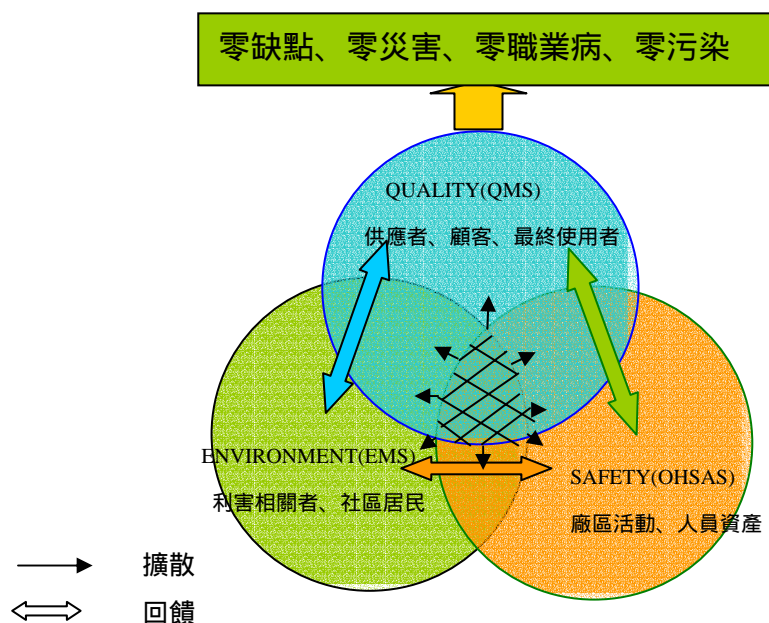 零缺點、零災害、零職業病、零污染
QUALITY(QMS)
供應者、顧客、最終使用者
ENVIRONMENT(EMS)
利害相關者、社區居民
SAFETY(OHSAS)
廠區活動、人員資產
擴散
回饋